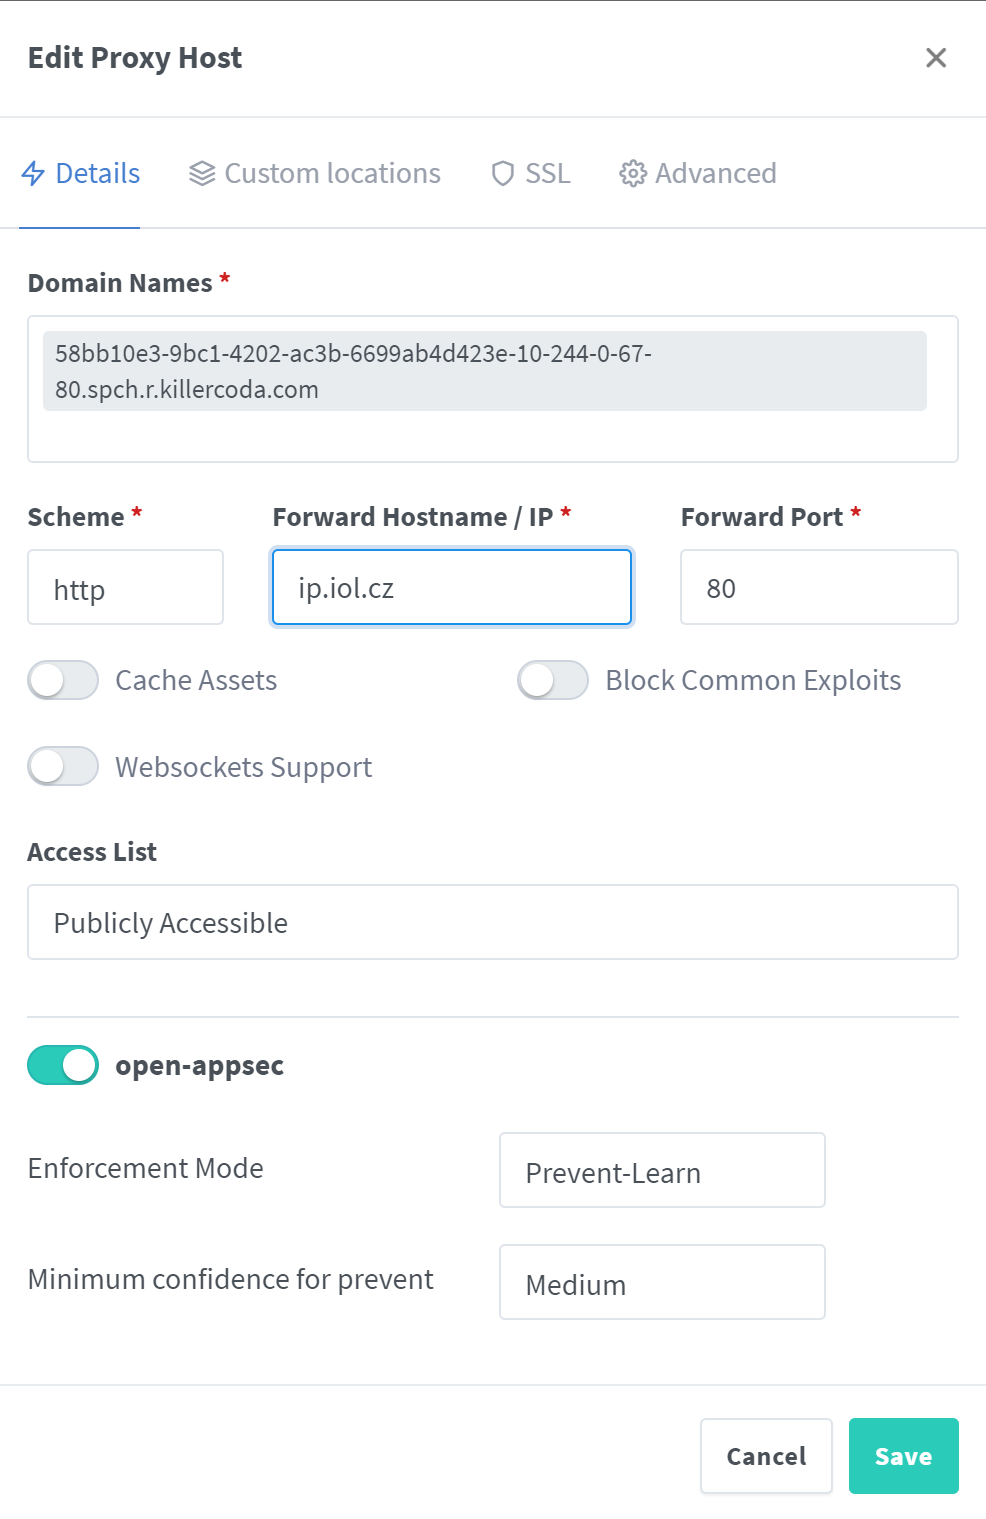 Edit Proxy Host
Details
Custom locations
SSL
Advanced
Domain Names *
58bb10e3-9bc1-4202-ac3b-6699ab4d423e-10-244-0-67-
80.spch.r.killercoda.com
Scheme *
Forward Hostname / IP *
Forward Port *
http
ip.iol.cz
80
Cache Assets
Block Common Exploits
Websockets Support
Access List
Publicly Accessible
open-appsec
Enforcement Mode
Prevent-Learn
Minimum confidence for prevent
Medium
Cancel
Save